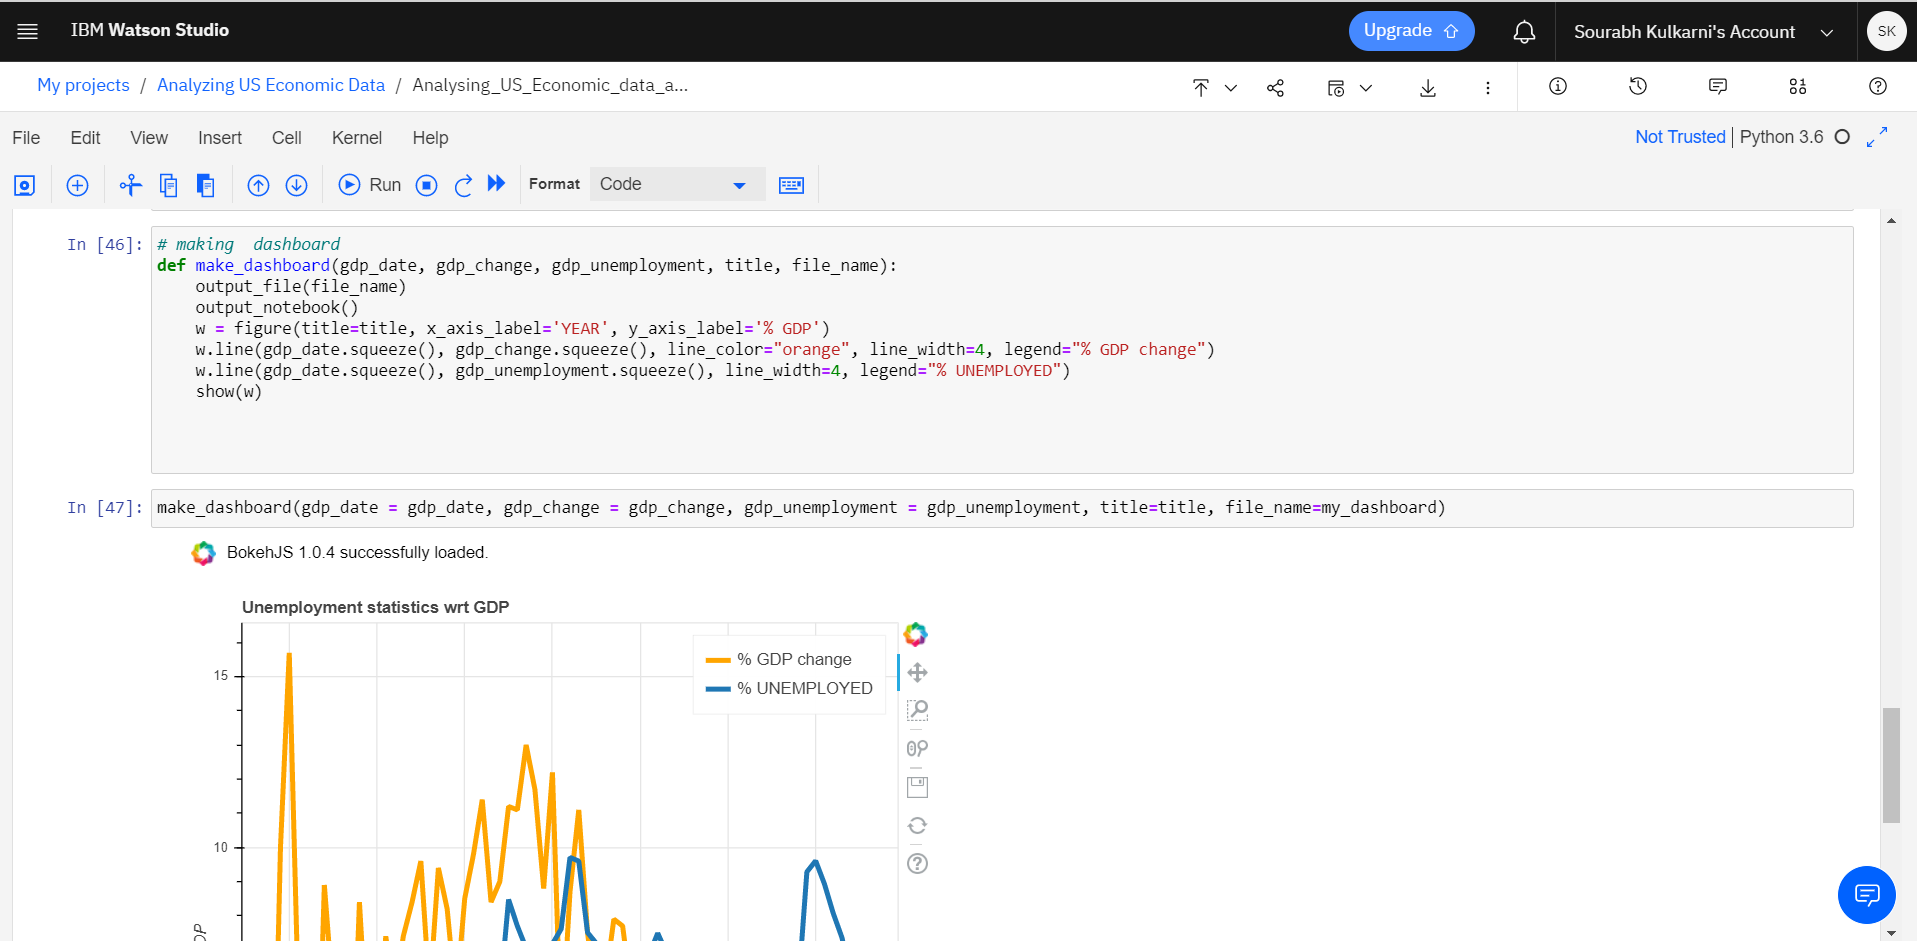 IBM Watson Studio
Upgrade
Sourabh Kulkarni's Account
SK
My projects / Analyzing US Economic Data / Analysing_US_Economic_data_a...
File Edit View Insert Cell Kernel Help
Not Trusted | Python 3.6
Run
Format
Code
In [46]:
# making  dashboard
def make_dashboard(gdp_date, gdp_change, gdp_unemployment, title, file_name):
    output_file(file_name)
    output_notebook()
    w = figure(title=title, x_axis_label='YEAR', y_axis_label='% GDP')
    w.line(gdp_date.squeeze(), gdp_change.squeeze(), line_color="orange", line_width=4, legend="% GDP change")
    w.line(gdp_date.squeeze(), gdp_unemployment.squeeze(), line_width=4, legend="% UNEMPLOYED")
    show(w)
In [47]:
make_dashboard(gdp_date = gdp_date, gdp_change = gdp_change, gdp_unemployment = gdp_unemployment, title=title, file_name=my_dashboard)
BokehJS 1.0.4 successfully loaded.
Unemployment statistics wrt GDP
% GDP change
% UNEMPLOYED
15
10
DP